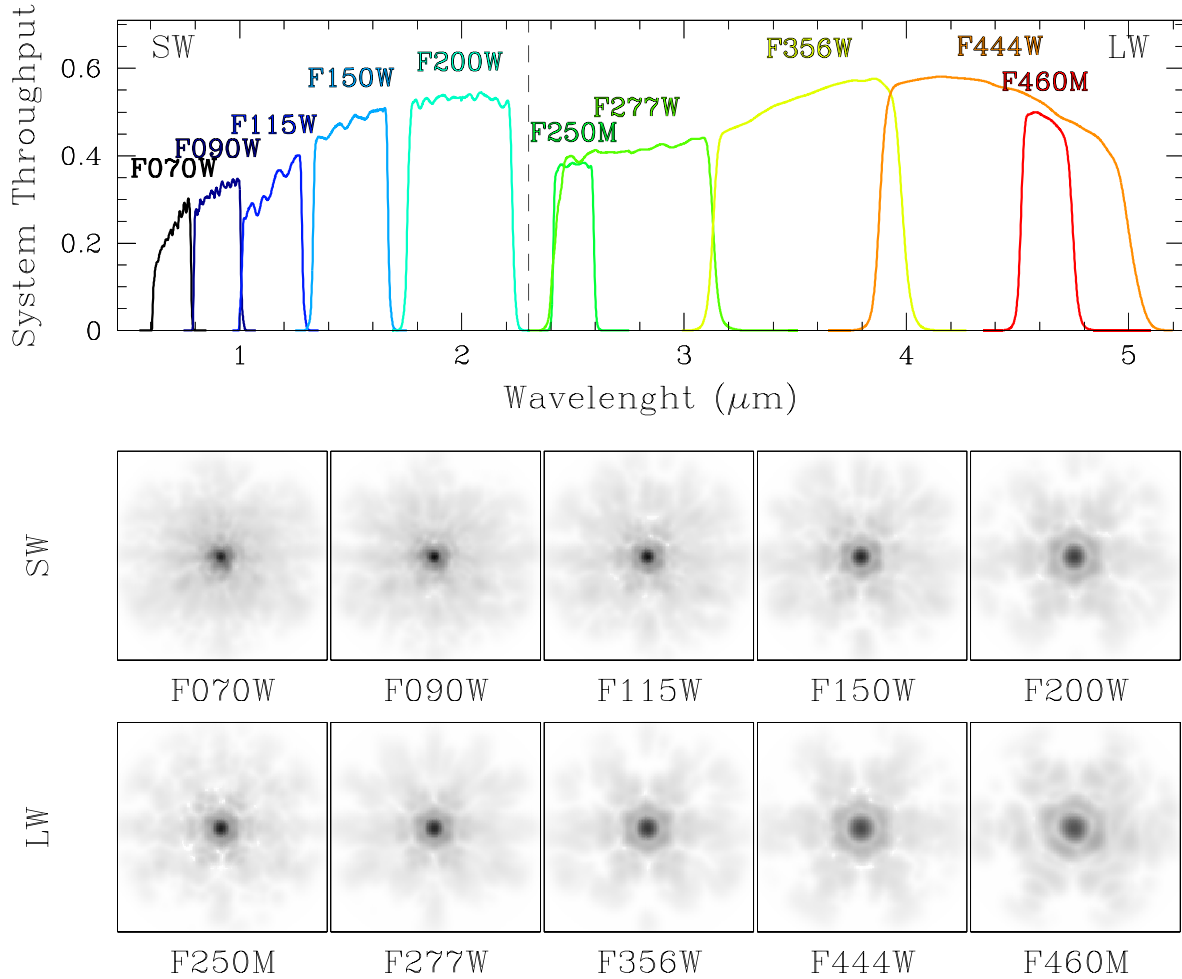 System Throughput
SW
LW
F070W
F090W
F115W
F150W
F200W
F250M
F277W
F356W
F444W
F460M
0.6
0.4
0.2
0
1 2 3 4 5
Wavelenght (μm)
SW
F070W F090W F115W F150W F200W
LW
F250M F277W F356W F444W F460M